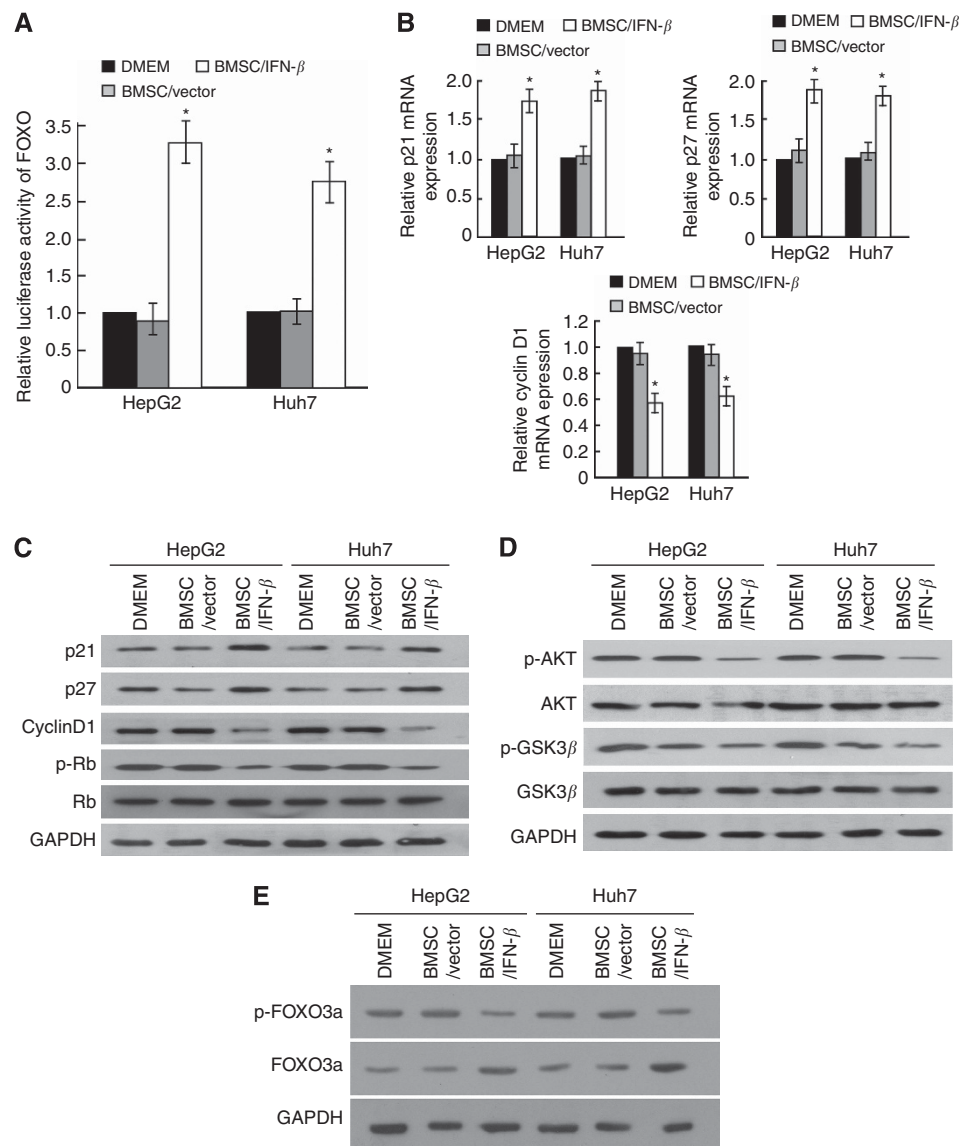 A
DMEM
BMSC/IFN-β
BMSC/vector
Relative luciferase activity of FOXO
3.5
3.0
2.5
2.0
1.5
1.0
0.5
0
*
*
HepG2
Huh7
B
DMEM
BMSC/IFN-β
BMSC/vector
Relative p21 mRNA
expression
2.0
1.5
1.0
0.5
0
*
*
HepG2
Huh7
DMEM
BMSC/IFN-β
BMSC/vector
Relative p27 mRNA
expression
2.0
1.5
1.0
0.5
0
*
*
HepG2
Huh7
DMEM
BMSC/IFN-β
BMSC/vector
Relative cyclin D1
mRNA epression
1.2
1.0
0.8
0.6
0.4
0.2
0
*
*
HepG2
Huh7
C
HepG2
Huh7
DMEM
BMSC
/vector
BMSC
/IFN-β
DMEM
BMSC
/vector
BMSC
/IFN-β
p21
p27
CyclinD1
p-Rb
Rb
GAPDH
D
HepG2
Huh7
DMEM
BMSC
/vector
BMSC
/IFN-β
DMEM
BMSC
/vector
BMSC
/IFN-β
p-AKT
AKT
p-GSK3β
GSK3β
GAPDH
E
HepG2
Huh7
DMEM
BMSC
/vector
BMSC
/IFN-β
DMEM
BMSC
/vector
BMSC
/IFN-β
p-FOXO3a
FOXO3a
GAPDH